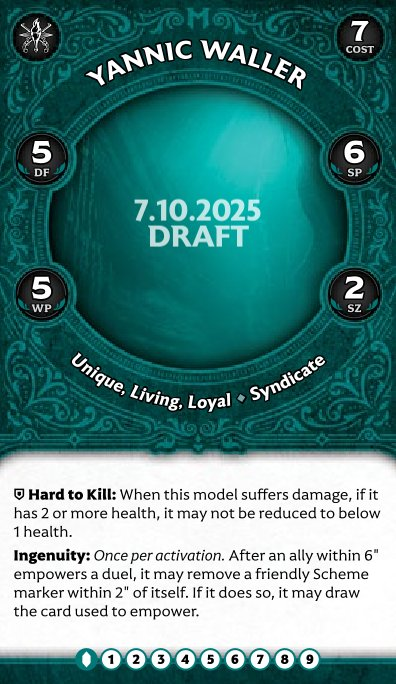 7
COST
YANNIC WALLER
5
DF
6
SP
7.10.2025
DRAFT
5
WP
2
SZ
Unique, Living, Loyal ⬥ Syndicate
Hard to Kill: When this model suffers damage, if it
has 2 or more health, it may not be reduced to below
1 health.
Ingenuity: Once per activation. After an ally within 6"
empowers a duel, it may remove a friendly Scheme
marker within 2" of itself. If it does so, it may draw
the card used to empower.
1 2 3 4 5 6 7 8 9